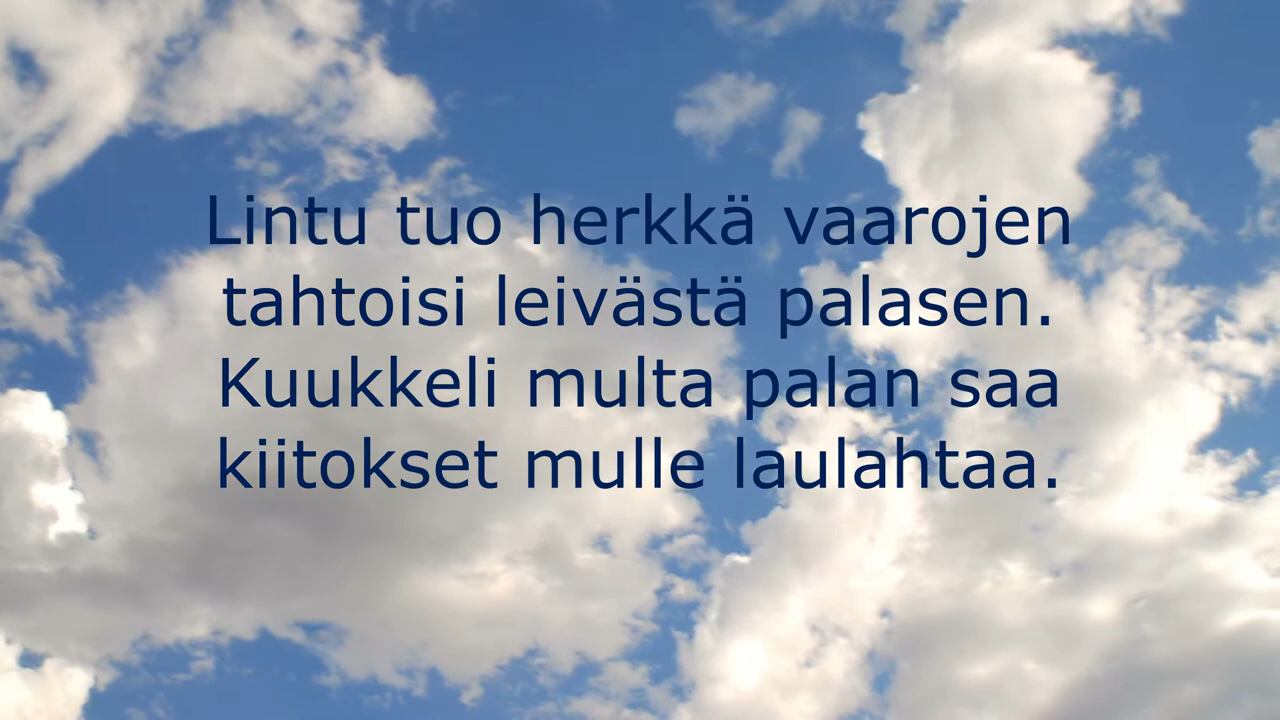 Lintu tuo herkkä vaarojen
tahtoisi leivästä palasen.
Kuukkeli multa palan saa
kiitokset mulle laulahtaa.